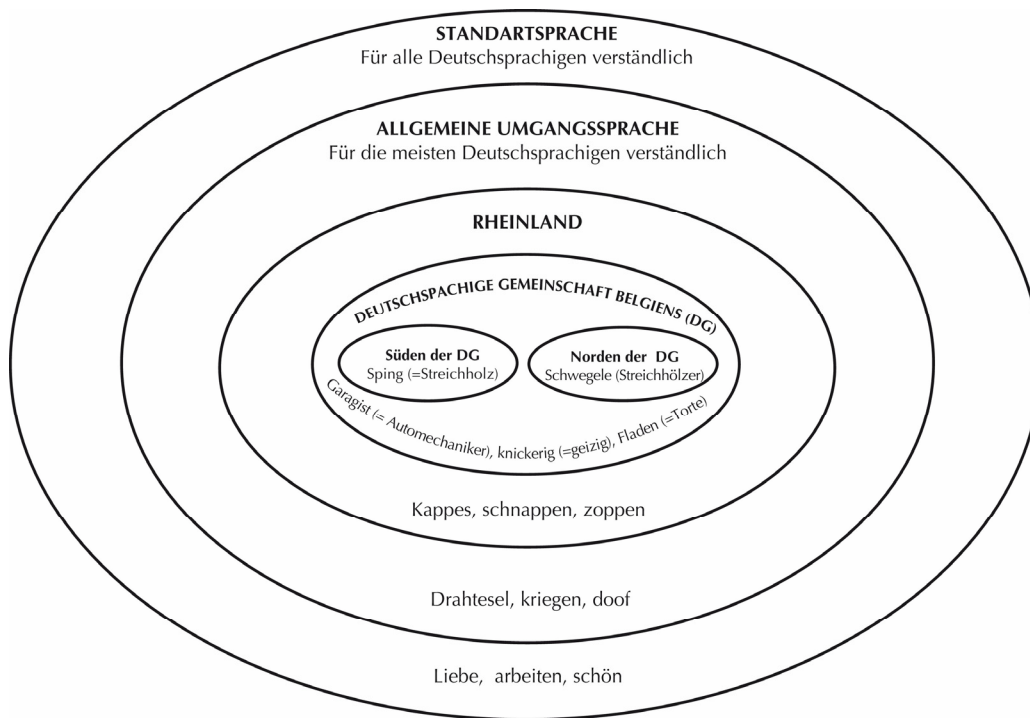 STANDARTSPRACHE
Für alle Deutschsprachigen verständlich
ALLGEMEINE UMGANGSSPRACHE
Für die meisten Deutschsprachigen verständlich
RHEINLAND
DEUTSCHSPACHIGE GEMEINSCHAFT BELGIENS (DG)
Süden der DG
Sping (=Streichholz)
Norden der DG
Schwegele (Streichhölzer)
Garagist (= Automechaniker), knickerig (=geizig), Fladen (=Torte)
Kappes, schnappen, zoppen
Drahtesel, kriegen, doof
Liebe, arbeiten, schön